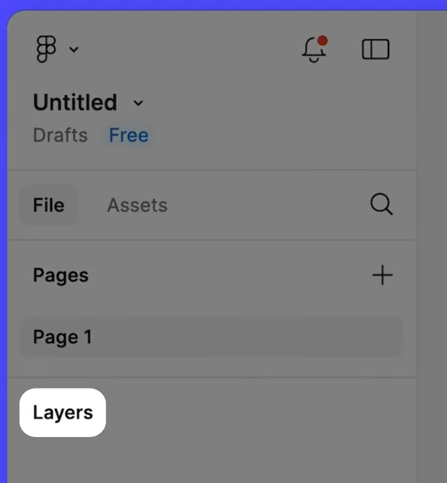 Untitled
Drafts Free
File Assets
Pages
Page 1
Layers